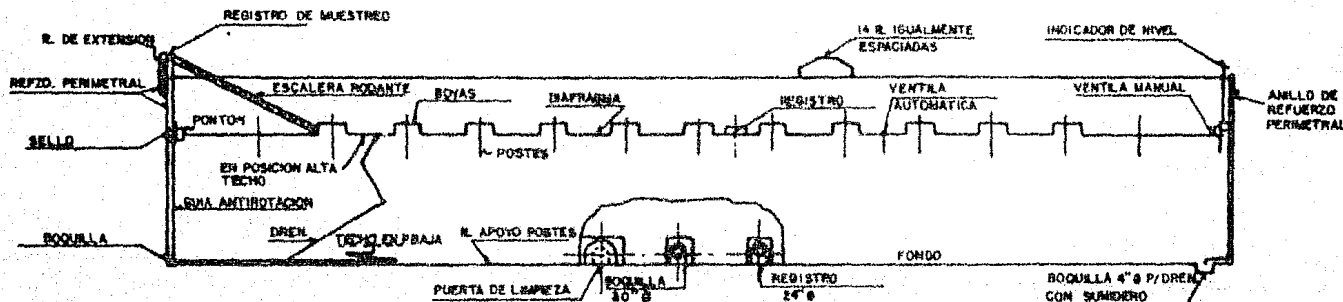 REGISTRO DE MUESTREO
R. DE EXTENSION
14 R. IGUALMENTE
ESPACIADAS
INDICADOR DE NIVEL
REFZO. PERIMETRAL
ESCALERA RODANTE
BOYAS
DIAFRAGMA
REGISTRO
VENTILA
AUTOMATICA
VENTILA MANUAL
ANILLO DE
REFUERZO
PERIMETRAL
PONTON
SELLO
POSTES
EN POSICION ALTA
TECHO
GUIA ANTIROTACION
BOQUILLA
DREN
TECHO EN P.BAJA
R. APOYO POSTES
FONDO
PUERTA DE LIMPIEZA
BOQUILLA
30" Ø
REGISTRO
24" Ø
BOQUILLA 4" Ø P/DREN
CON SUMIDERO